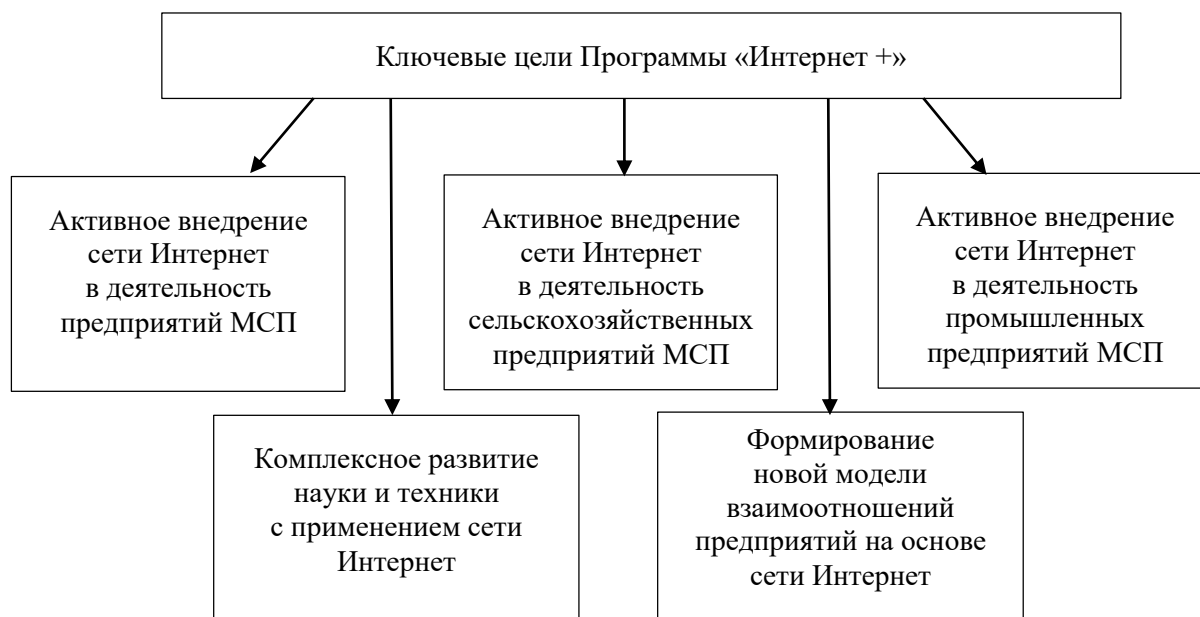 Ключевые цели Программы «Интернет +»
Активное внедрение
сети Интернет
в деятельность
предприятий МСП
Активное внедрение
сети Интернет
в деятельность
сельскохозяйственных
предприятий МСП
Активное внедрение
сети Интернет
в деятельность
промышленных
предприятий МСП
Комплексное развитие
науки и техники
с применением сети
Интернет
Формирование
новой модели
взаимоотношений
предприятий на основе
сети Интернет